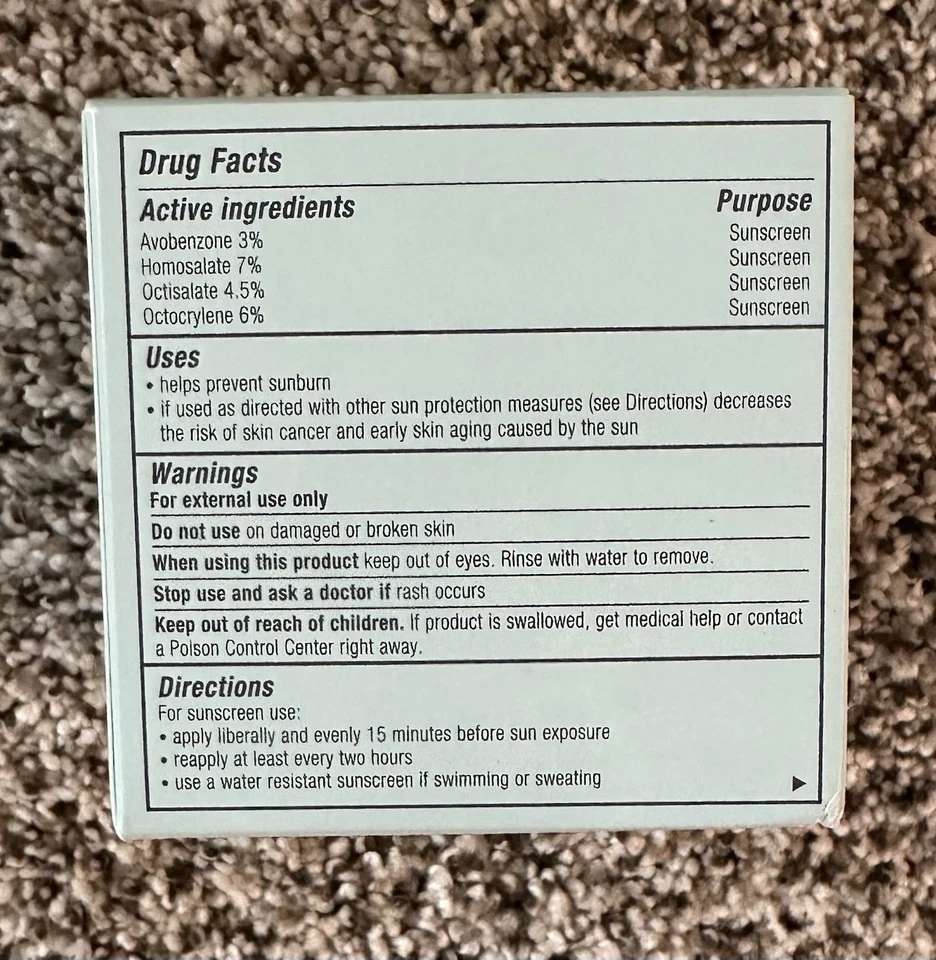 Drug Facts
Active ingredients Purpose
Avobenzone 3% Sunscreen
Homosalate 7% Sunscreen
Octisalate 4.5% Sunscreen
Octocrylene 6% Sunscreen
Uses
• helps prevent sunburn
• if used as directed with other sun protection measures (see Directions) decreases
the risk of skin cancer and early skin aging caused by the sun
Warnings
For external use only
Do not use on damaged or broken skin
When using this product keep out of eyes. Rinse with water to remove.
Stop use and ask a doctor if rash occurs
Keep out of reach of children. If product is swallowed, get medical help or contact
a Poison Control Center right away.
Directions
For sunscreen use:
• apply liberally and evenly 15 minutes before sun exposure
• reapply at least every two hours
• use a water resistant sunscreen if swimming or sweating